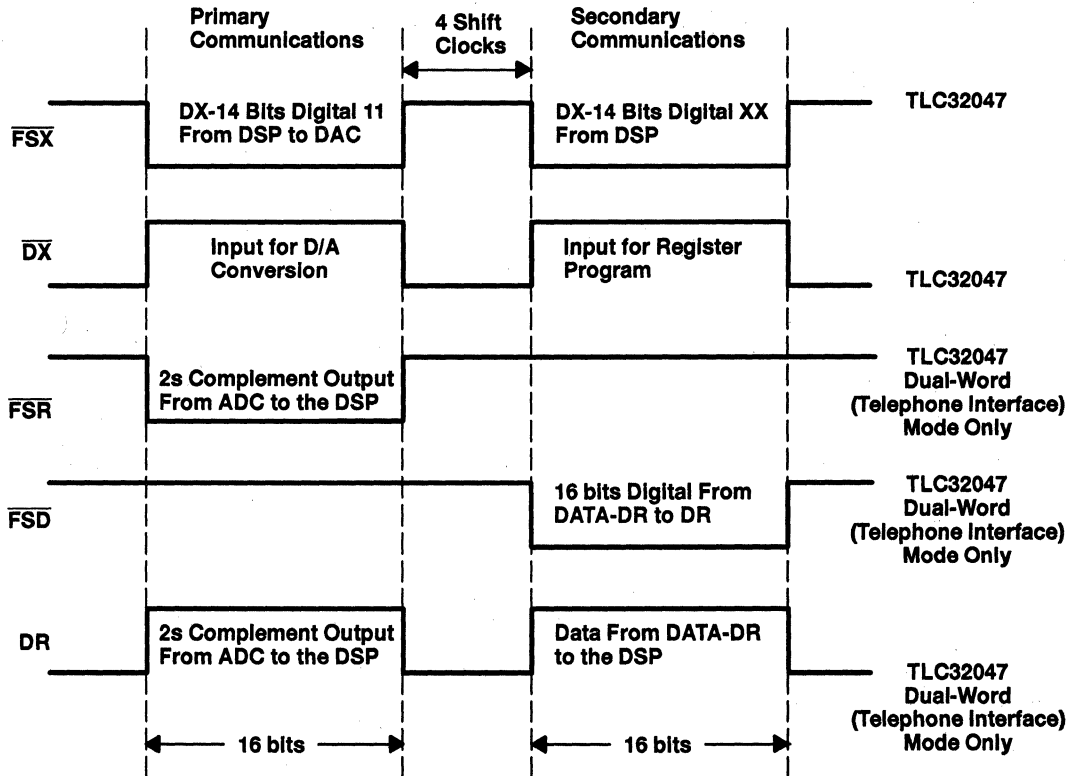 Primary
Communications
4 Shift
Clocks
Secondary
Communications
FSX
DX-14 Bits Digital 11
From DSP to DAC
DX-14 Bits Digital XX
From DSP
TLC32047
DX
Input for D/A
Conversion
Input for Register
Program
TLC32047
FSR
2s Complement Output
From ADC to the DSP
TLC32047
Dual-Word
(Telephone Interface)
Mode Only
FSD
16 bits Digital From
DATA-DR to DR
TLC32047
Dual-Word
(Telephone Interface)
Mode Only
DR
2s Complement Output
From ADC to the DSP
Data From DATA-DR
to the DSP
TLC32047
Dual-Word
(Telephone Interface)
Mode Only
16 bits
16 bits